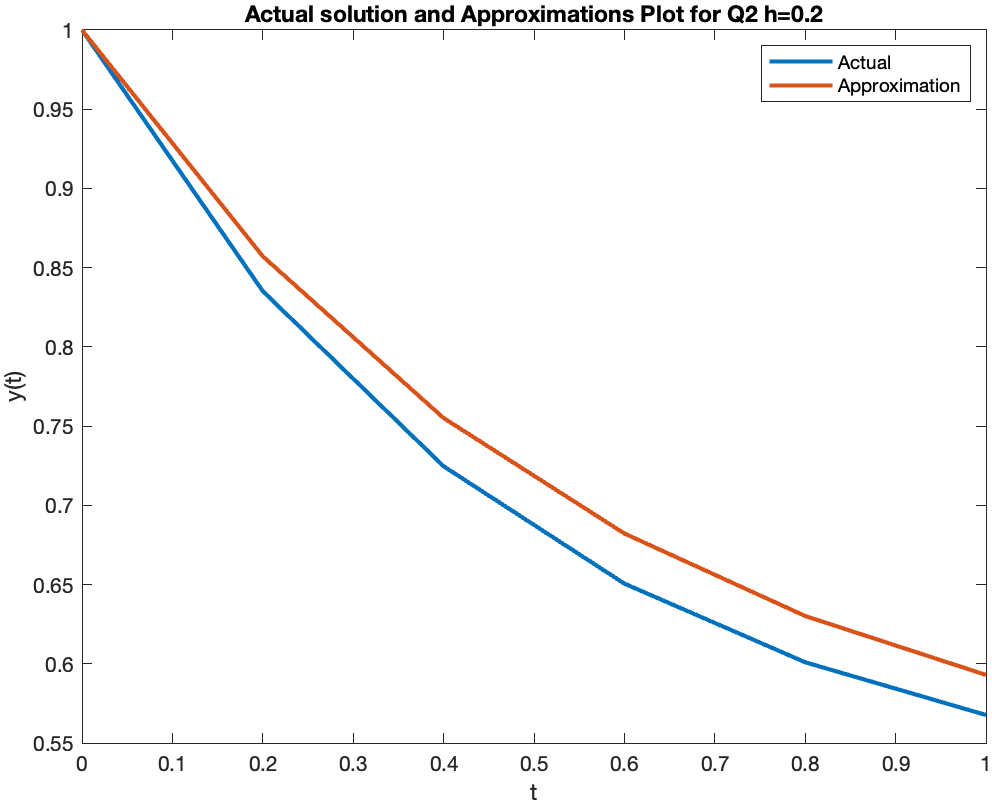 Actual solution and Approximations Plot for Q2 h=0.2
Actual
Approximation
y(t)
1
0.95
0.9
0.85
0.8
0.75
0.7
0.65
0.6
0.55
0 0.1 0.2 0.3 0.4 0.5 0.6 0.7 0.8 0.9 1
t